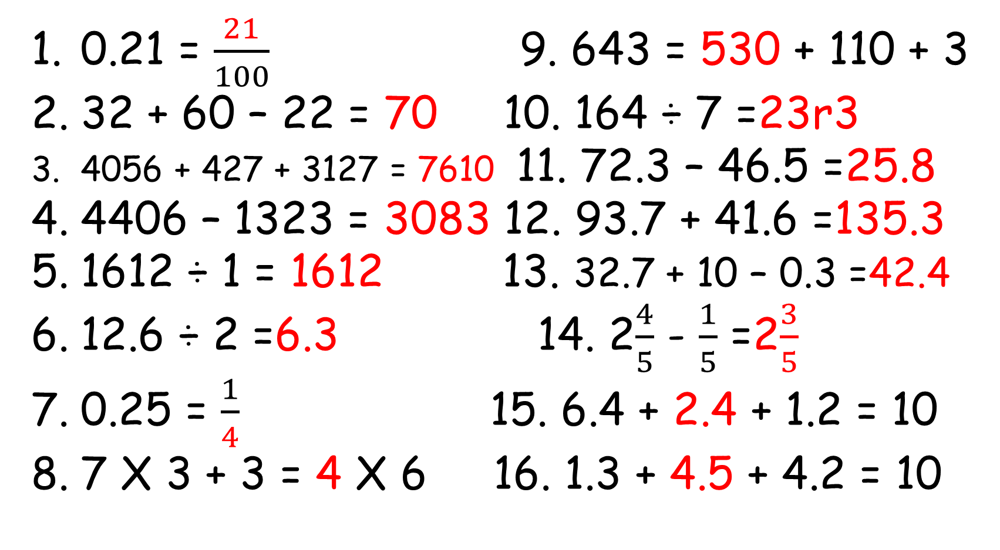 1. 0.21 = 21/100
2. 32 + 60 - 22 = 70
3. 4056 + 427 + 3127 = 7610
4. 4406 - 1323 = 3083
5. 1612 ÷ 1 = 1612
6. 12.6 ÷ 2 =6.3
7. 0.25 = 1/4
8. 7 X 3 + 3 = 4 X 6
9. 643 = 530 + 110 + 3
10. 164 ÷ 7 =23r3
11. 72.3 - 46.5 =25.8
12. 93.7 + 41.6 =135.3
13. 32.7 + 10 - 0.3 =42.4
14. 2 4/5 - 1/5 =2 3/5
15. 6.4 + 2.4 + 1.2 = 10
16. 1.3 + 4.5 + 4.2 = 10